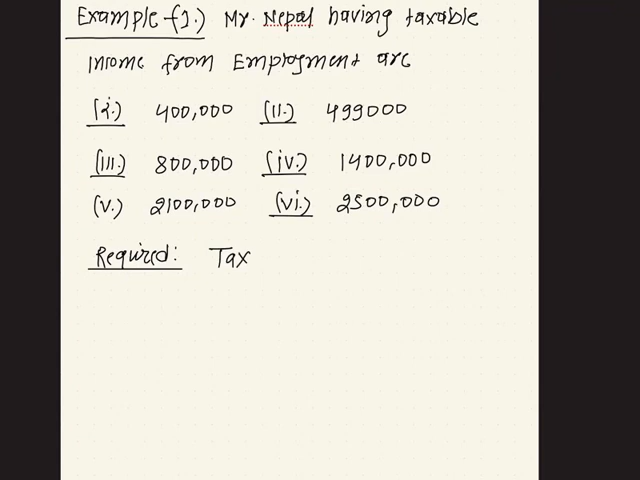 Example-(1.) Mr. Nepal having taxable
Income from Employment are
(i.) 400,000 (ii.) 499000
(iii.) 800,000 (iv.) 1400,000
(v.) 2100,000 (vi.) 2500,000
Required: Tax